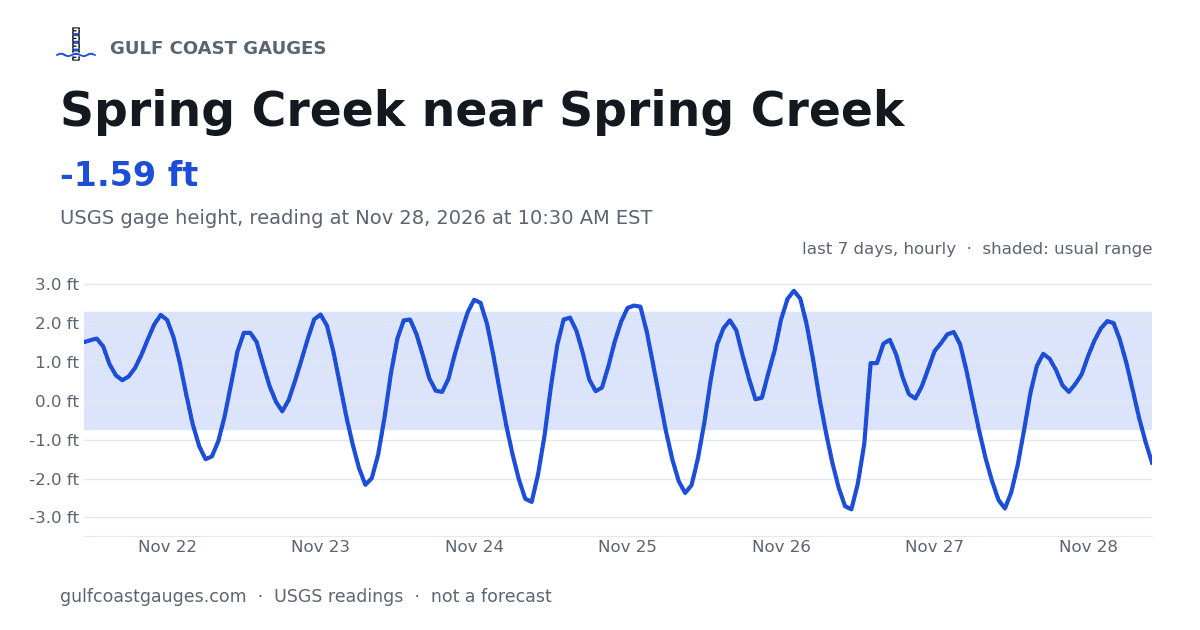 GULF COAST GAUGES
Spring Creek near Spring Creek
-1.59 ft
USGS gage height, reading at Nov 28, 2026 at 10:30 AM EST
last 7 days, hourly · shaded: usual range
3.0 ft
2.0 ft
1.0 ft
0.0 ft
-1.0 ft
-2.0 ft
-3.0 ft
Nov 22 Nov 23 Nov 24 Nov 25 Nov 26 Nov 27 Nov 28
gulfcoastgauges.com · USGS readings · not a forecast